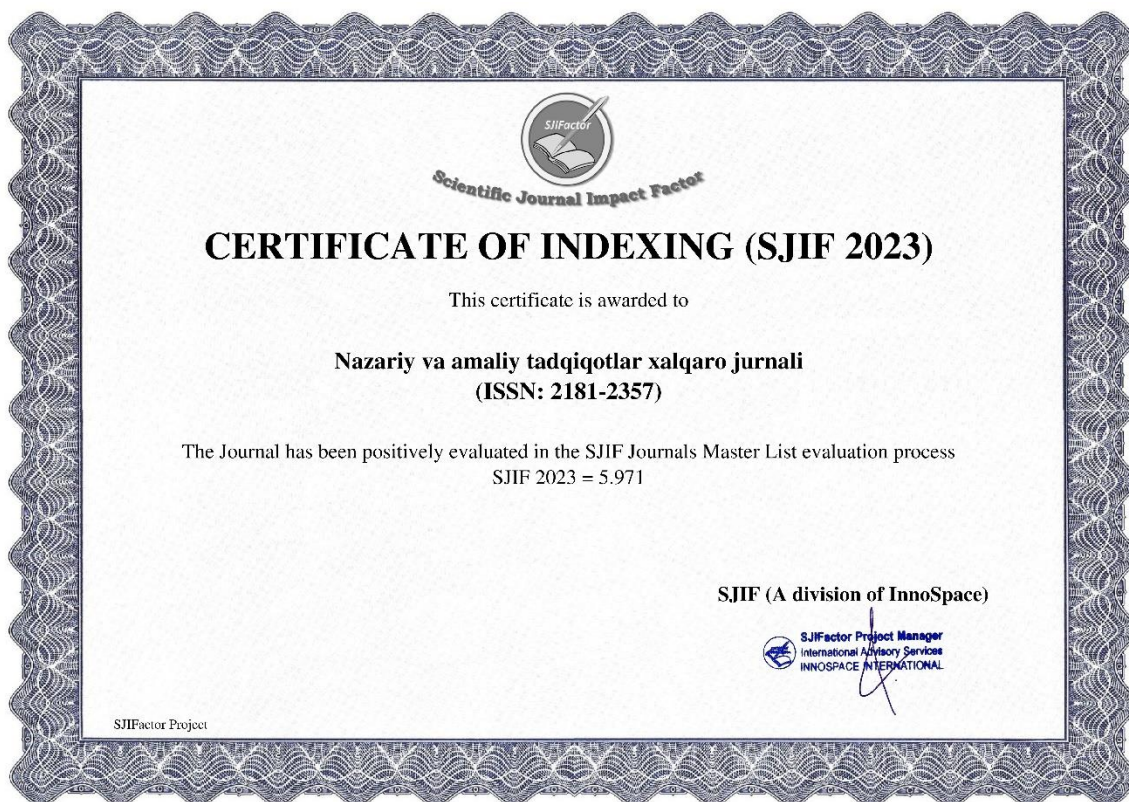 SJIFactor
Scientific Journal Impact Factor
CERTIFICATE OF INDEXING (SJIF 2023)
This certificate is awarded to
Nazariy va amaliy tadqiqotlar xalqaro jurnali
(ISSN: 2181-2357)
The Journal has been positively evaluated in the SJIF Journals Master List evaluation process
SJIF 2023 = 5.971
SJIF (A division of InnoSpace)
SJIFactor Project Manager
International Advisory Services
INNOSPACE INTERNATIONAL
SJIFactor Project